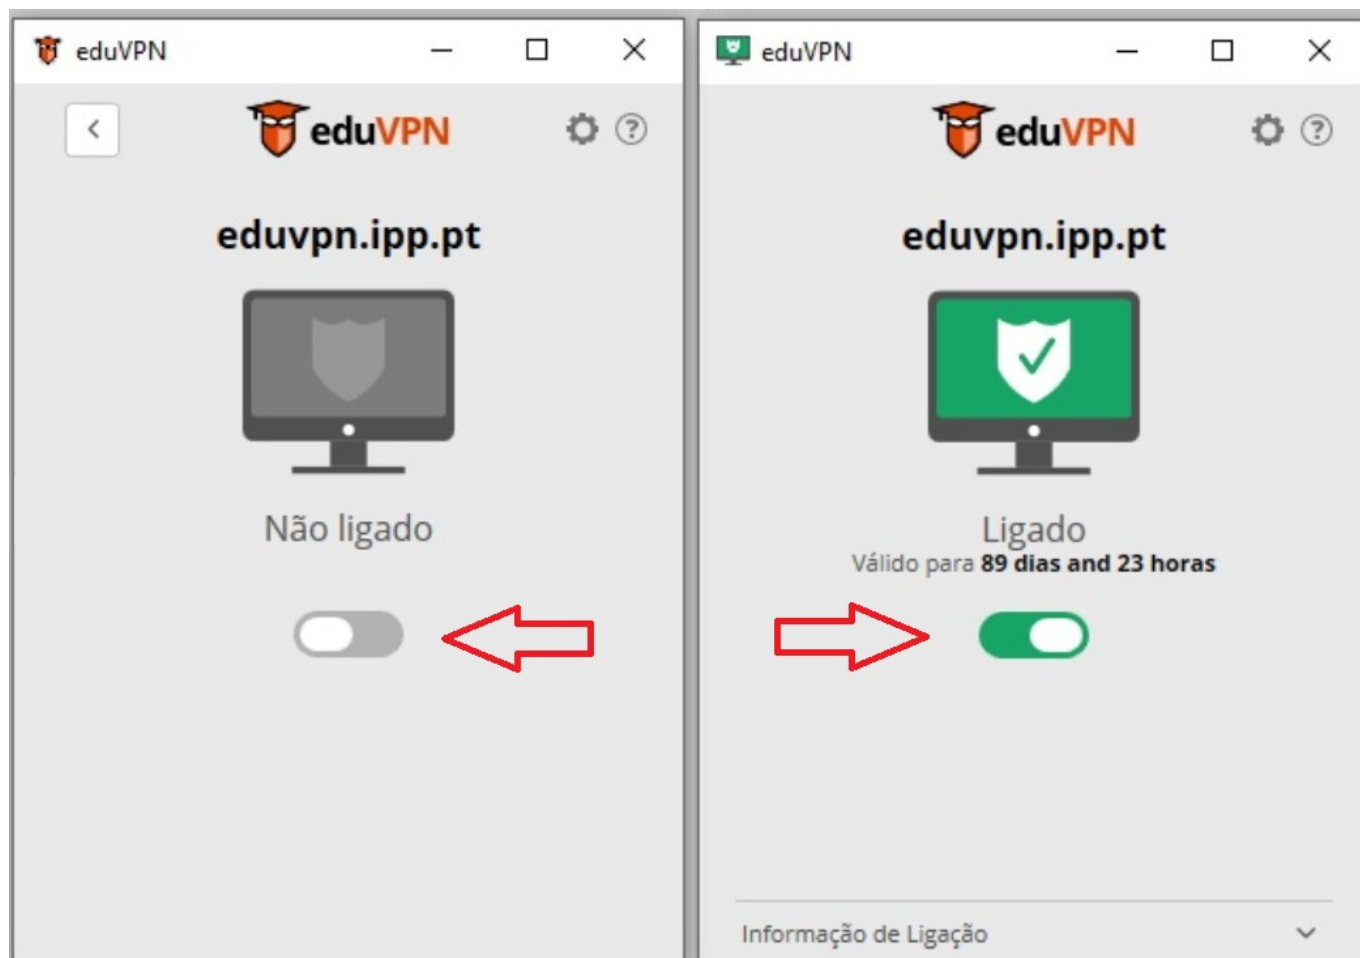 eduVPN
eduVPN
eduvpn.ipp.pt
Não ligado
eduVPN
eduVPN
eduvpn.ipp.pt
Ligado
Válido para 89 dias and 23 horas
Informação de Ligação